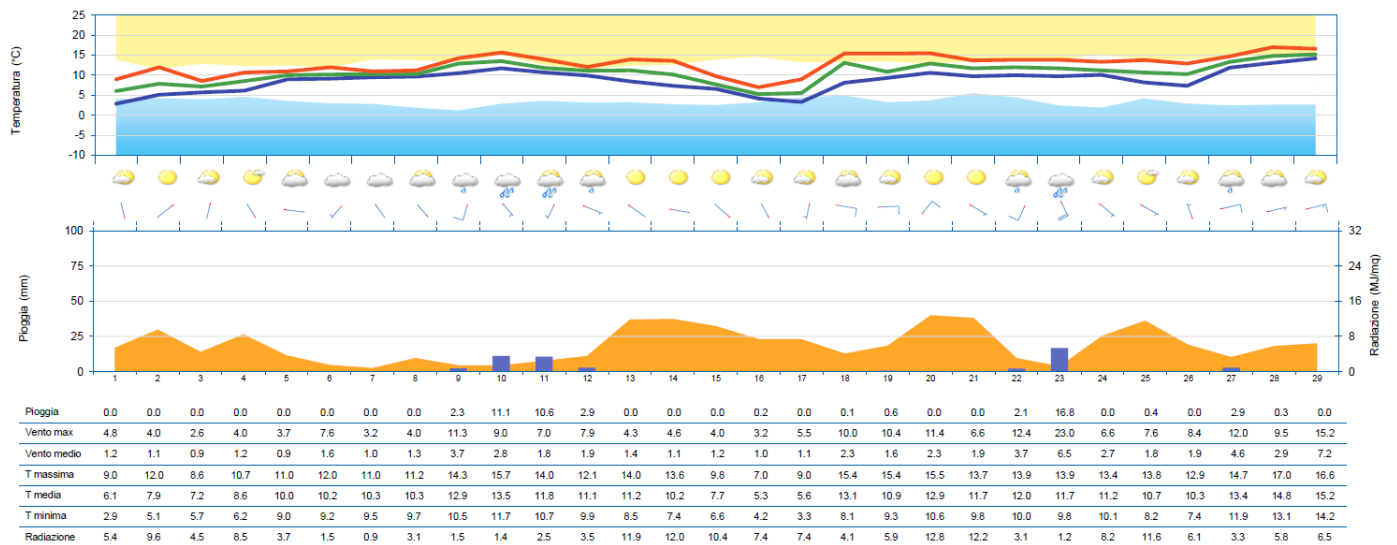 25
20
15
10
5
0
-5
-10
Temperatura (°C)
100
75
50
25
0
Pioggia (mm)
32
24
16
8
0
Radiazione (MJ/mq)
1 2 3 4 5 6 7 8 9 10 11 12 13 14 15 16 17 18 19 20 21 22 23 24 25 26 27 28 29
Pioggia 0.0 0.0 0.0 0.0 0.0 0.0 0.0 0.0 2.3 11.1 10.6 2.9 0.0 0.0 0.0 0.2 0.0 0.1 0.6 0.0 0.0 2.1 16.8 0.0 0.4 0.0 2.9 0.3 0.0
Vento max 4.8 4.0 2.6 4.0 3.7 7.6 3.2 4.0 11.3 9.0 7.0 7.9 4.3 4.6 4.0 3.2 5.5 10.0 10.4 11.4 6.6 12.4 23.0 6.6 7.6 8.4 12.0 9.5 15.2
Vento medio 1.2 1.1 0.9 1.2 0.9 1.6 1.0 1.3 3.7 2.8 1.8 1.9 1.4 1.1 1.2 1.0 1.1 2.3 1.6 2.3 1.9 3.7 6.5 2.7 1.8 1.9 4.6 2.9 7.2
T massima 9.0 12.0 8.6 10.7 11.0 12.0 11.0 11.2 14.3 15.7 14.0 12.1 14.0 13.6 9.8 7.0 9.0 15.4 15.4 15.5 13.7 13.9 13.9 13.4 13.8 12.9 14.7 17.0 16.6
T media 6.1 7.9 7.2 8.6 10.0 10.2 10.3 10.3 12.9 13.5 11.8 11.1 11.2 10.2 7.7 5.3 5.6 13.1 10.9 12.9 11.7 12.0 11.7 11.2 10.7 10.3 13.4 14.8 15.2
T minima 2.9 5.1 5.7 6.2 9.0 9.2 9.5 9.7 10.5 11.7 10.7 9.9 8.5 7.4 6.6 4.2 3.3 8.1 9.3 10.6 9.8 10.0 9.8 10.1 8.2 7.4 11.9 13.1 14.2
Radiazione 5.4 9.6 4.5 8.5 3.7 1.5 0.9 3.1 1.5 1.4 2.5 3.5 11.9 12.0 10.4 7.4 7.4 4.1 5.9 12.8 12.2 3.1 1.2 8.2 11.6 6.1 3.3 5.8 6.5